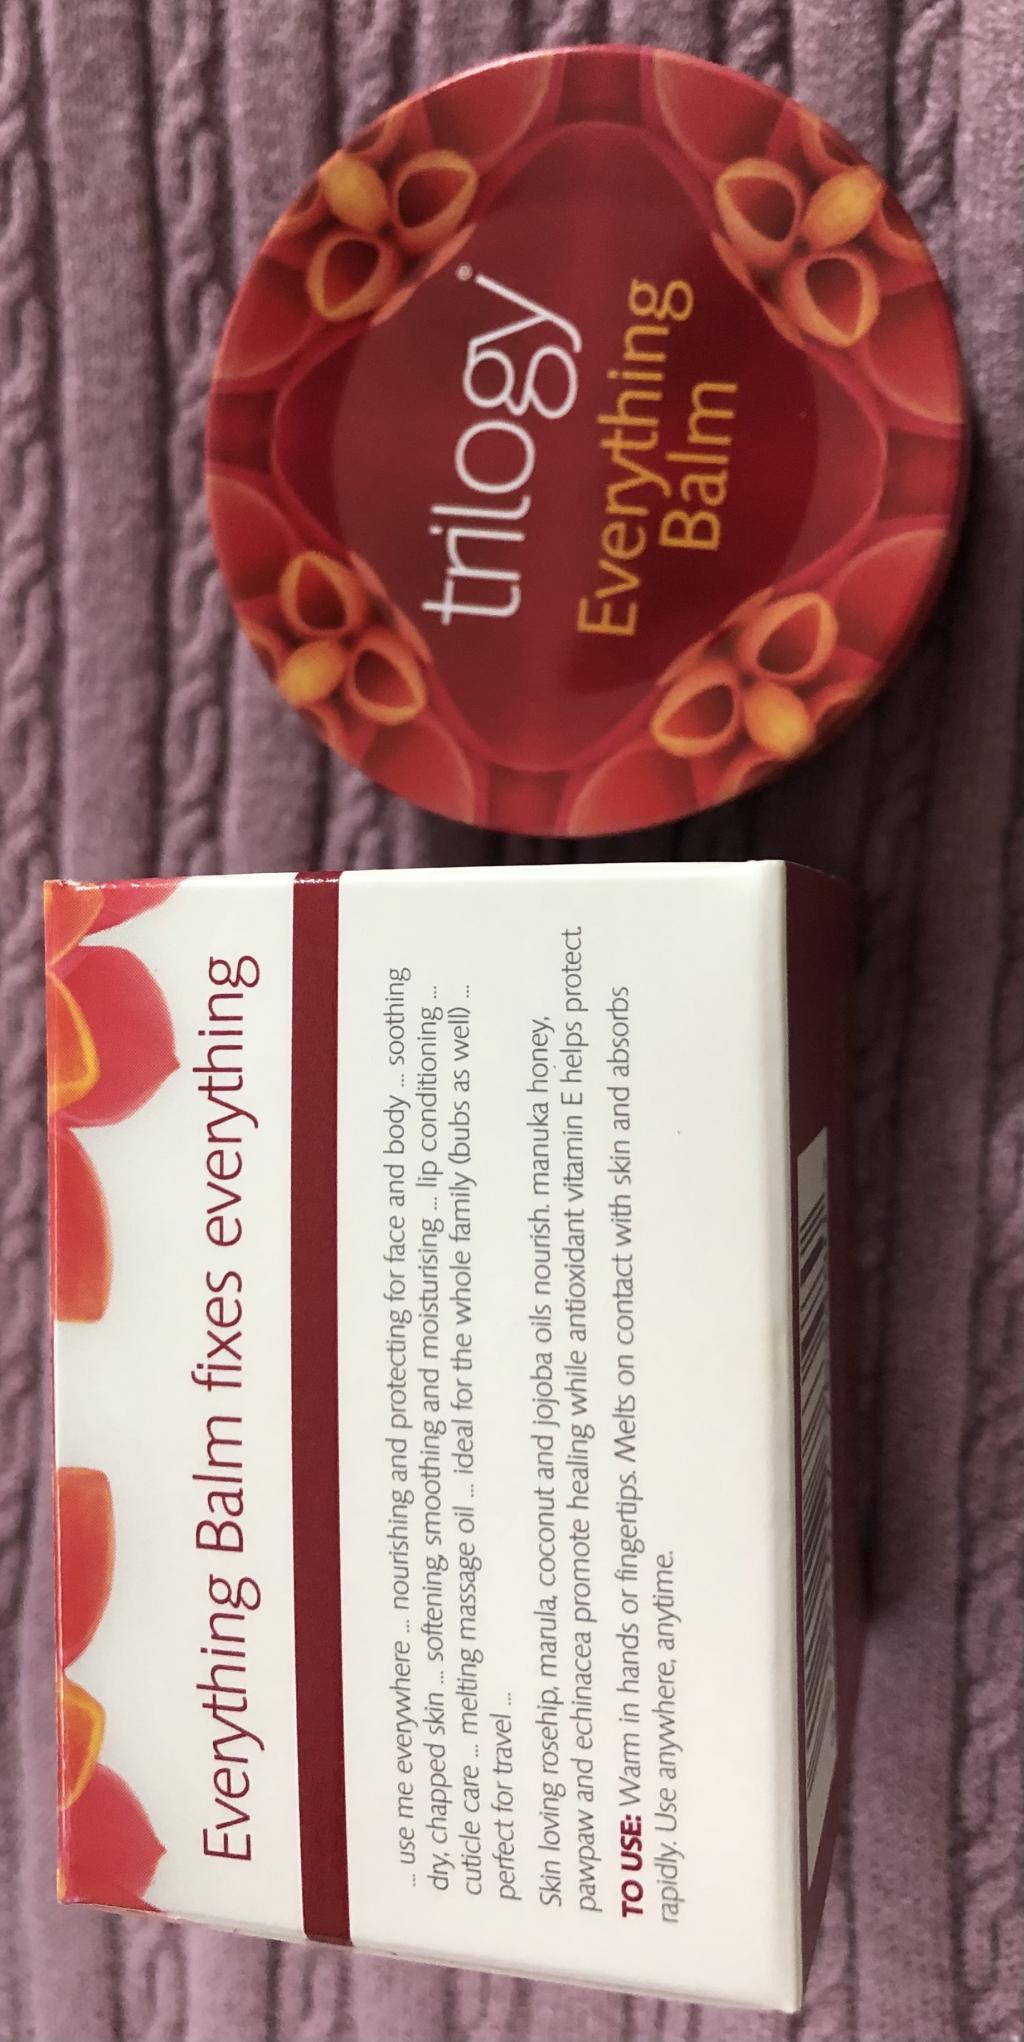 trilogy®
Everything
Balm
Everything Balm fixes everything
... use me everywhere ... nourishing and protecting for face and body ... soothing
dry, chapped skin ... softening, smoothing and moisturising ... lip conditioning ...
cuticle care ... melting massage oil ... ideal for the whole family (bubs as well) ...
perfect for travel ...
Skin loving rosehip, marula, coconut and jojoba oils nourish. manuka honey,
pawpaw and echinacea promote healing while antioxidant vitamin E helps protect
TO USE: Warm in hands or fingertips. Melts on contact with skin and absorbs
rapidly. Use anywhere, anytime.